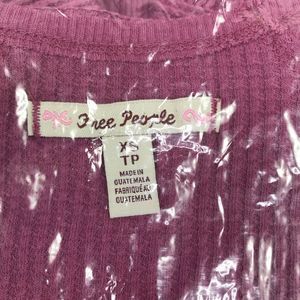 Free People
XS
TP
MADE IN
GUATEMALA
FABRIQUÉ AU
GUATEMALA